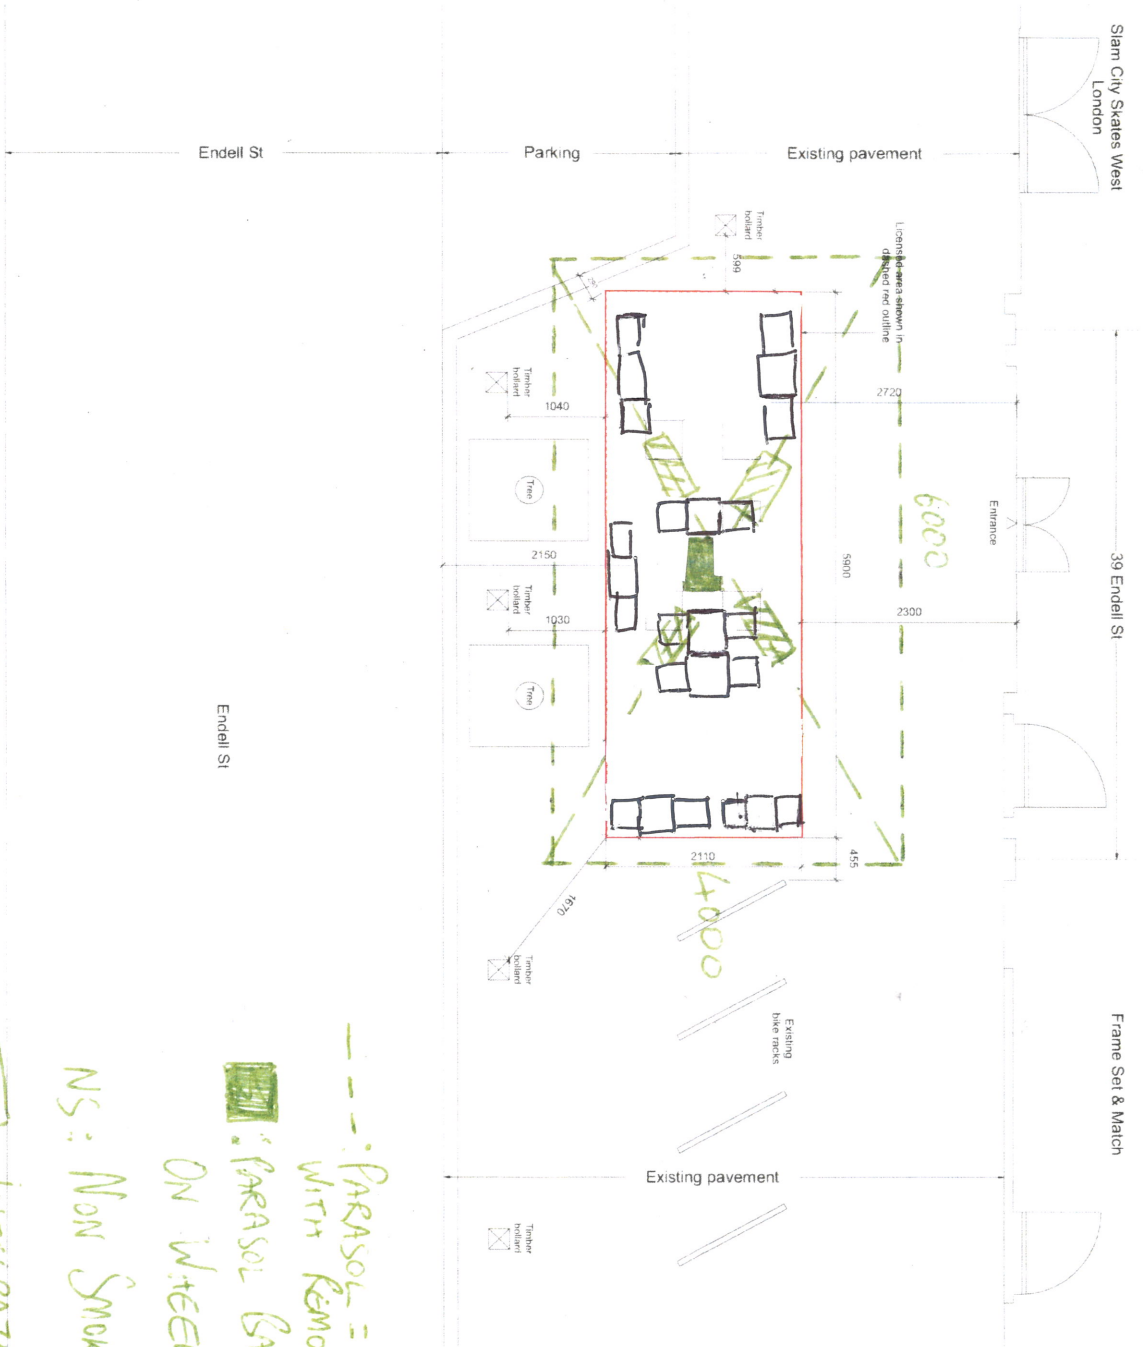 Slam City Skates West
London
Endell St
Parking
Existing pavement
Timber
bollard
599
Licensed area shown in
dashed red outline
Timber
bollard
1040
2720
Tree
Entrance
6000
39 Endell St
2150
5900
Timber
bollard
1030
2300
Tree
Endell St
2110
455
4000
1670
Timber
bollard
Existing
bike racks
Frame Set & Match
Existing pavement
Timber
bollard
: PARASOL =
WITH
: PARASOL
ON
NS: NON